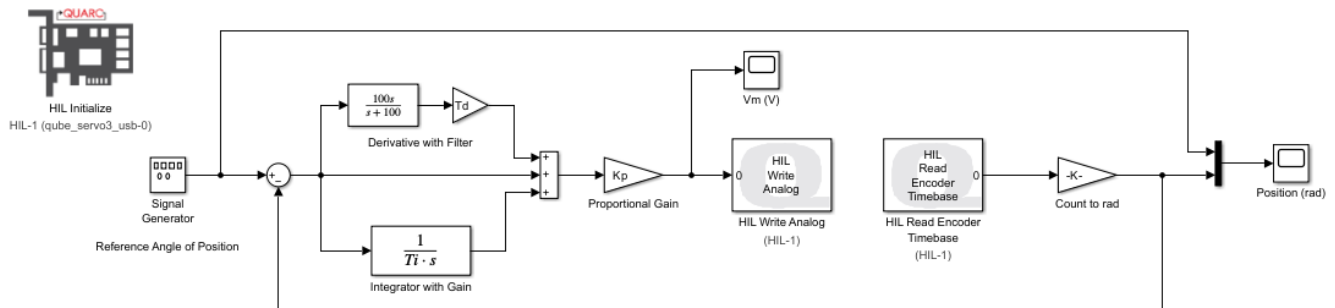 QUARC
HIL Initialize
HIL-1 (qube_servo3_usb-0)
Signal
Generator
Reference Angle of Position
+
−
100s
s + 100
Derivative with Filter
Td
1
Ti · s
Integrator with Gain
+
+
+
Kp
Proportional Gain
Vm (V)
0
HIL
Write
Analog
HIL Write Analog
(HIL-1)
HIL
Read
Encoder
Timebase
0
HIL Read Encoder
Timebase
(HIL-1)
-K-
Count to rad
Position (rad)